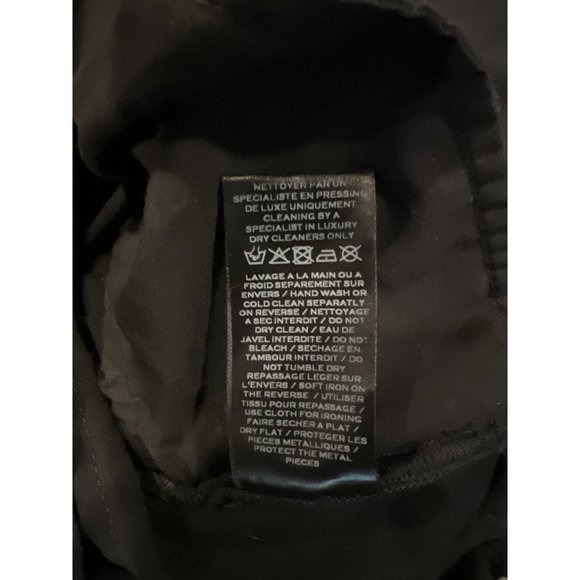 NETTOYER PAR UN
SPECIALISTE EN PRESSING
DE LUXE UNIQUEMENT
CLEANING BY A
SPECIALIST IN LUXURY
DRY CLEANERS ONLY
LAVAGE A LA MAIN OU A
FROID SEPAREMENT SUR
ENVERS / HAND WASH OR
COLD CLEAN SEPARATLY
ON REVERSE / NETTOYAGE
A SEC INTERDIT / DO NOT
DRY CLEAN / EAU DE
JAVEL INTERDITE / DO NOT
BLEACH / SECHAGE EN
TAMBOUR INTERDIT / DO
NOT TUMBLE DRY
REPASSAGE LEGER SUR
L'ENVERS / SOFT IRON ON
THE REVERSE / UTILISER
TISSU POUR REPASSAGE /
USE CLOTH FOR IRONING
FAIRE SECHER A PLAT /
DRY FLAT / PROTEGER LES
PIECES METALLIQUES /
PROTECT THE METAL
PIECES